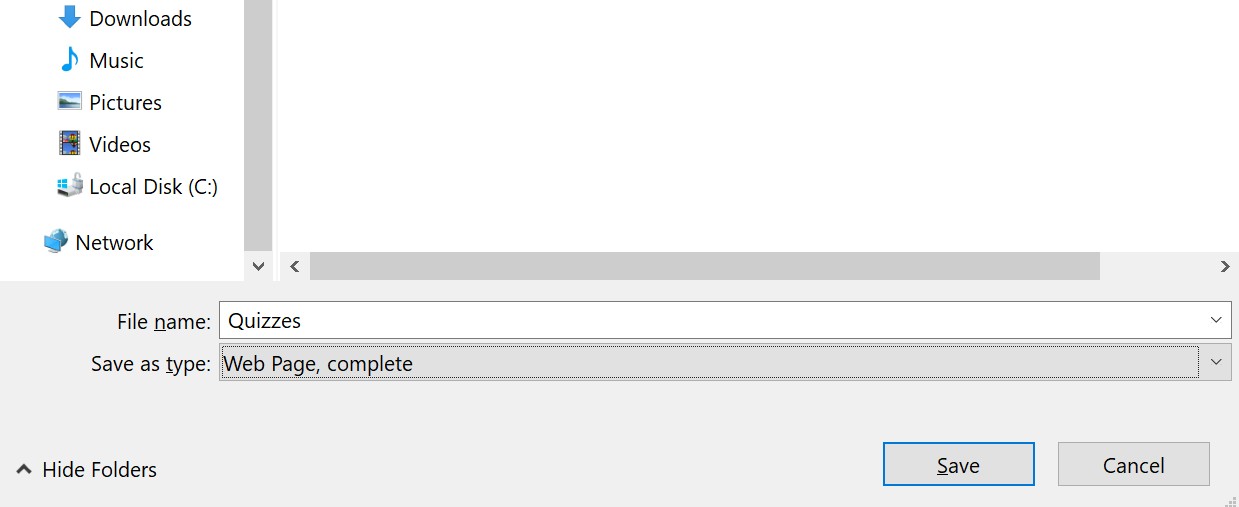 Downloads
Music
Pictures
Videos
Local Disk (C:)
Network
File name: Quizzes
Save as type: Web Page, complete
Hide Folders
Save Cancel